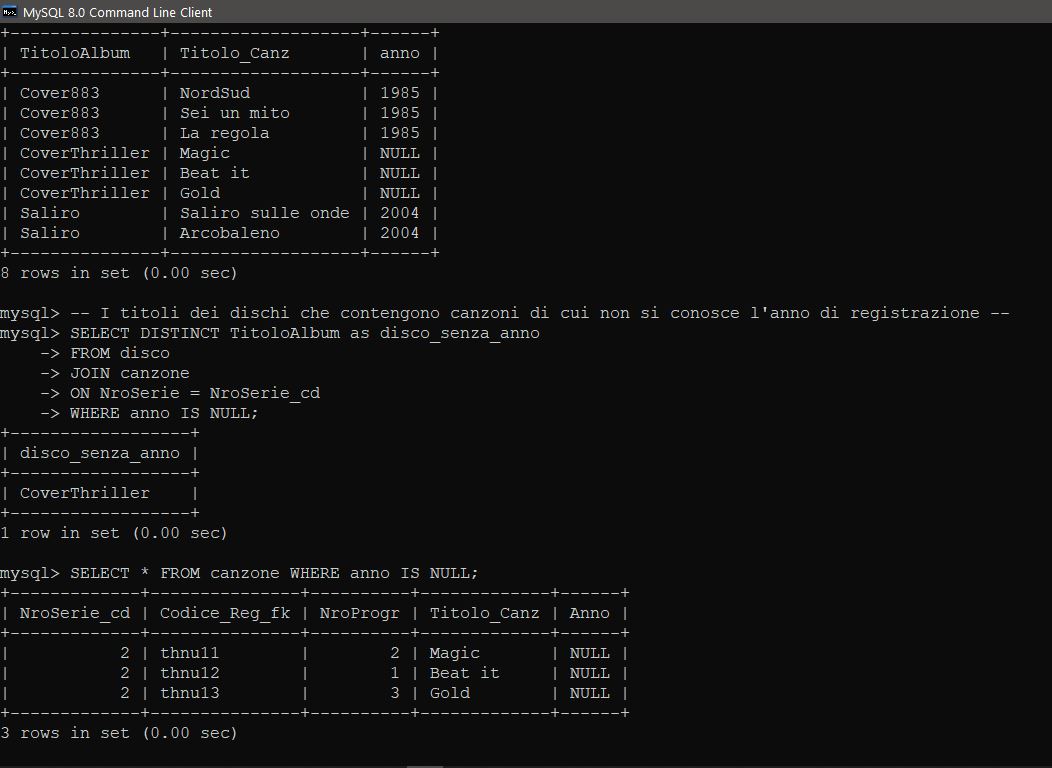 MySQL 8.0 Command Line Client
+---------------+-------------------+------+
| TitoloAlbum   | Titolo_Canz       | anno |
+---------------+-------------------+------+
| Cover883      | NordSud           | 1985 |
| Cover883      | Sei un mito       | 1985 |
| Cover883      | La regola         | 1985 |
| CoverThriller | Magic             | NULL |
| CoverThriller | Beat it           | NULL |
| CoverThriller | Gold              | NULL |
| Saliro        | Saliro sulle onde | 2004 |
| Saliro        | Arcobaleno        | 2004 |
+---------------+-------------------+------+
8 rows in set (0.00 sec)
mysql> -- I titoli dei dischi che contengono canzoni di cui non si conosce l'anno di registrazione --
mysql> SELECT DISTINCT TitoloAlbum as disco_senza_anno
    -> FROM disco
    -> JOIN canzone
    -> ON NroSerie = NroSerie_cd
    -> WHERE anno IS NULL;
+------------------+
| disco_senza_anno |
+------------------+
| CoverThriller    |
+------------------+
1 row in set (0.00 sec)
mysql> SELECT * FROM canzone WHERE anno IS NULL;
+-------------+---------------+----------+-------------+------+
| NroSerie_cd | Codice_Reg_fk | NroProgr | Titolo_Canz | Anno |
+-------------+---------------+----------+-------------+------+
|           2 | thnu11        |        2 | Magic       | NULL |
|           2 | thnu12        |        1 | Beat it     | NULL |
|           2 | thnu13        |        3 | Gold        | NULL |
+-------------+---------------+----------+-------------+------+
3 rows in set (0.00 sec)